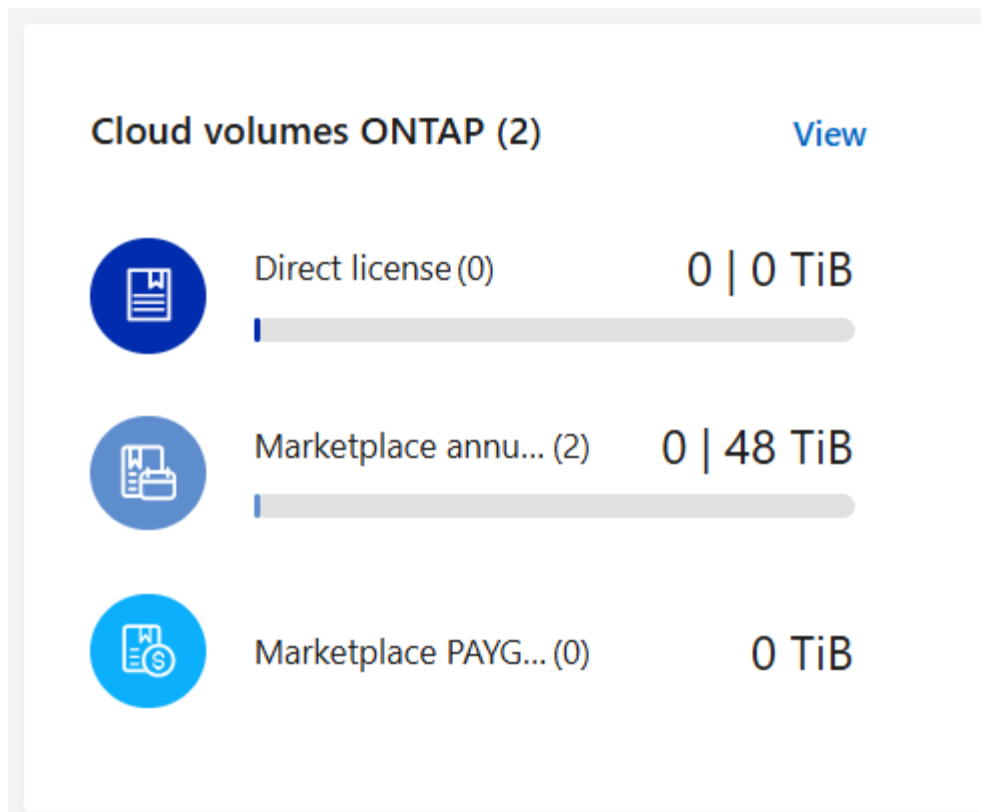 Cloud volumes ONTAP (2) View
Direct license (0) 0 | 0 TiB
Marketplace annu... (2) 0 | 48 TiB
Marketplace PAYG... (0) 0 TiB